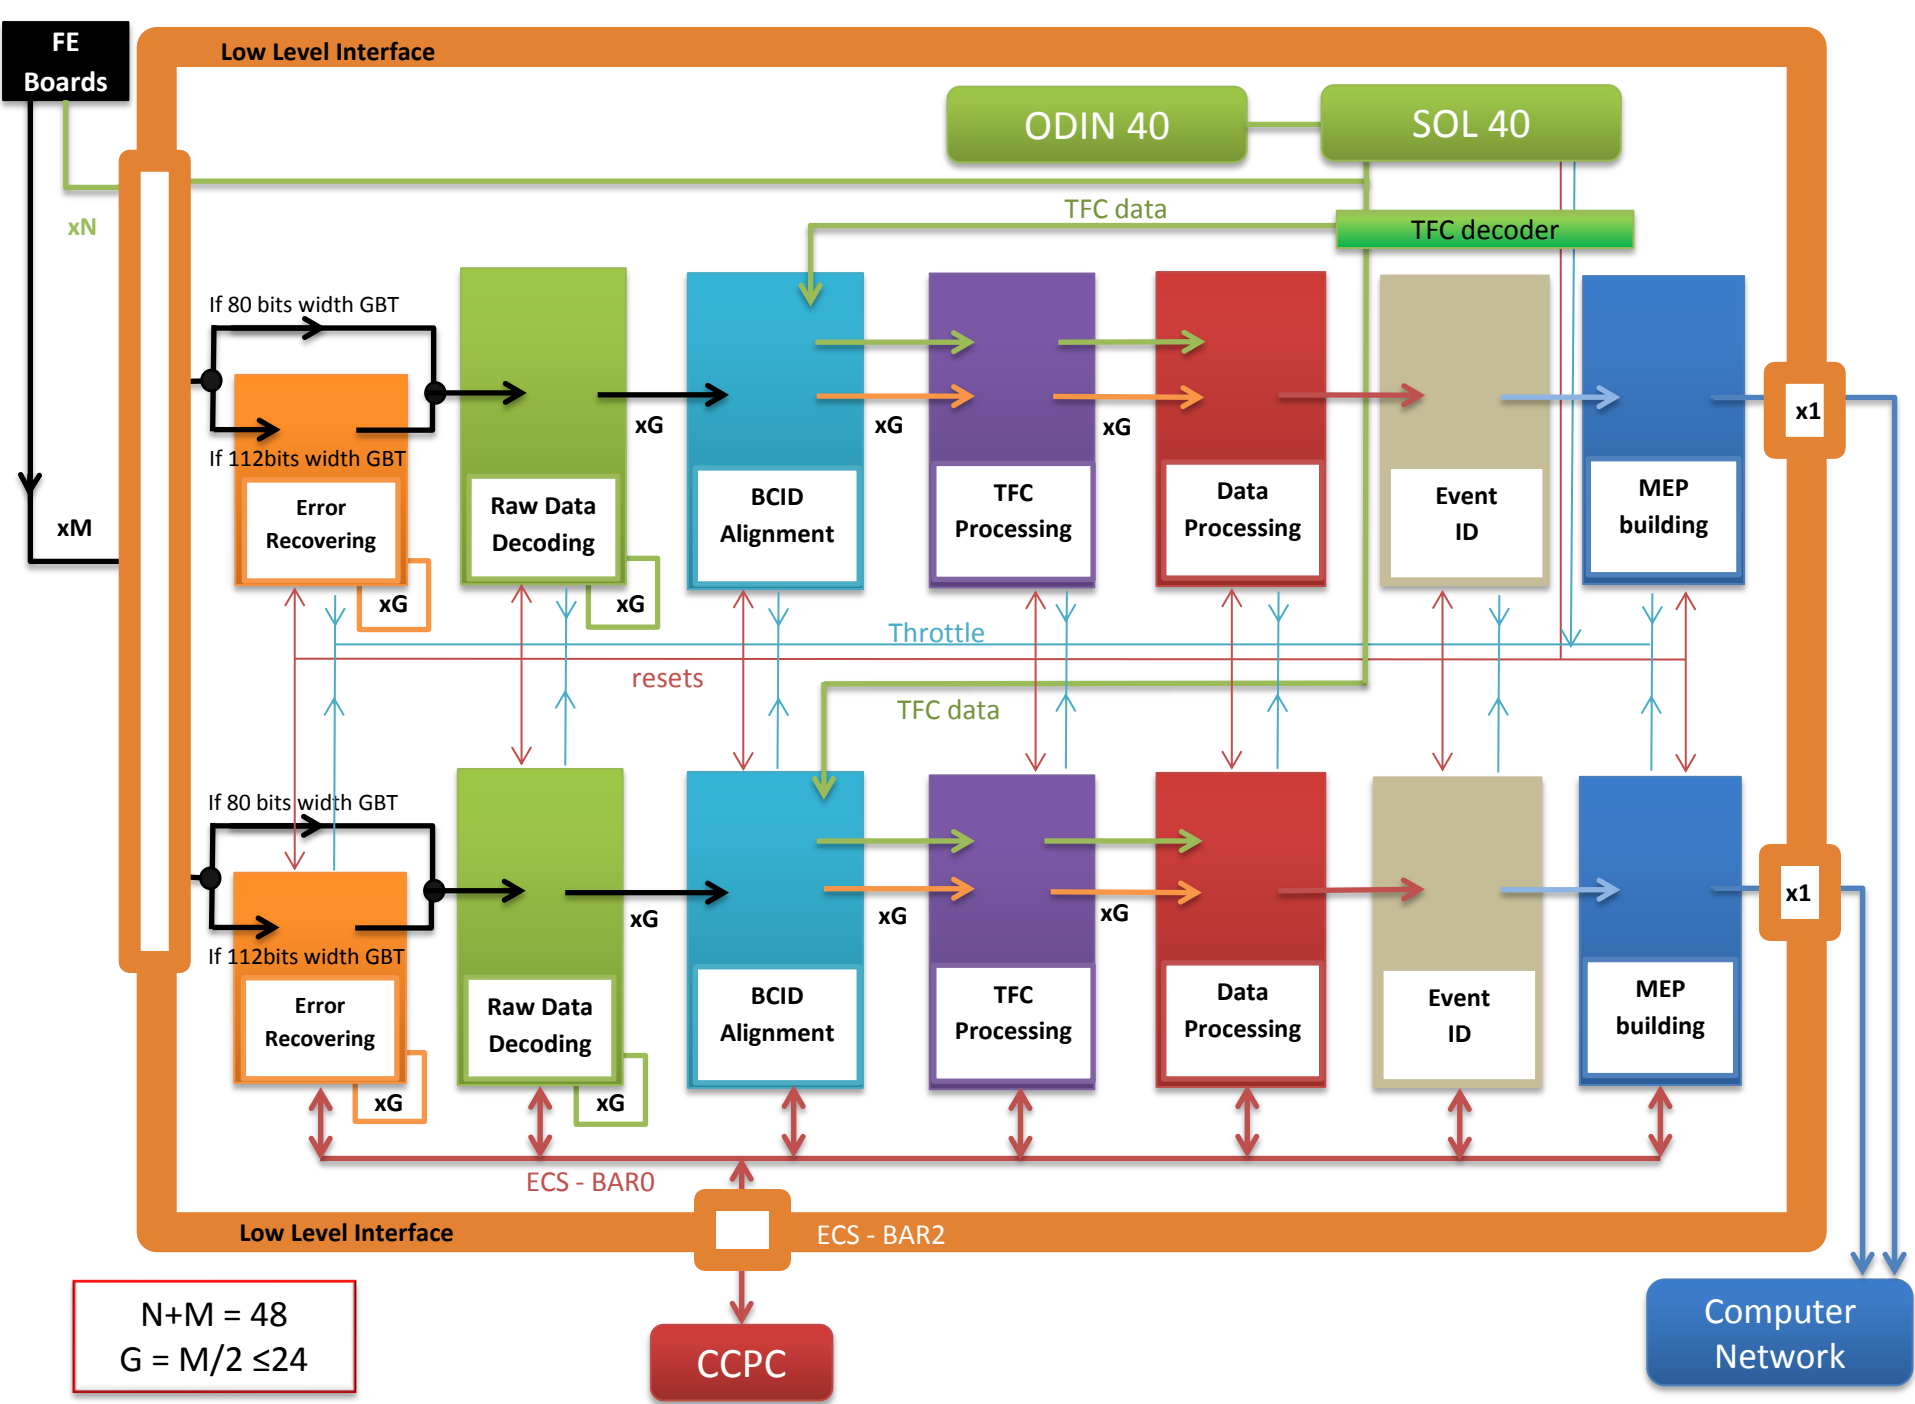 FE
Boards
Low Level Interface
ODIN 40
SOL 40
xN
TFC data
TFC decoder
If 80 bits width GBT
If 112bits width GBT
xM
Error
Recovering
xG
Raw Data
Decoding
xG
xG
BCID
Alignment
xG
TFC
Processing
xG
Data
Processing
Event
ID
MEP
building
x1
Throttle
resets
TFC data
If 80 bits width GBT
If 112bits width GBT
Error
Recovering
xG
Raw Data
Decoding
xG
xG
BCID
Alignment
xG
TFC
Processing
xG
Data
Processing
Event
ID
MEP
building
x1
ECS - BAR0
Low Level Interface
ECS - BAR2
N+M = 48
G = M/2 ≤24
CCPC
Computer
Network